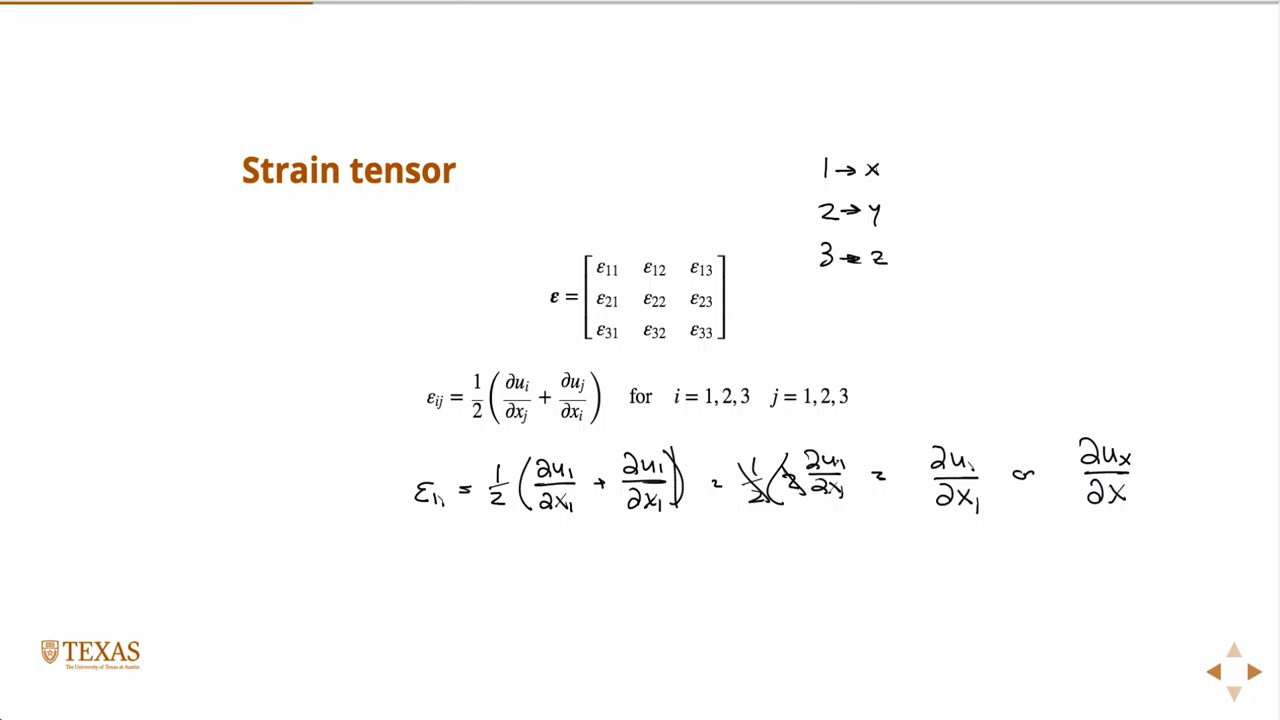 Strain tensor
1 → x
2 → y
3 → z
ε = [ ε11 ε12 ε13
ε21 ε22 ε23
ε31 ε32 ε33 ]
εij = 1/2 ( ∂ui/∂xj + ∂uj/∂xi ) for i = 1, 2, 3 j = 1, 2, 3
ε11 = 1/2 ( ∂u1/∂x1 + ∂u1/∂x1 ) = 1/2 ( 2 ∂u1/∂x1 = ∂u1/∂x1 or ∂ux/∂x
TEXAS
The University of Texas at Austin